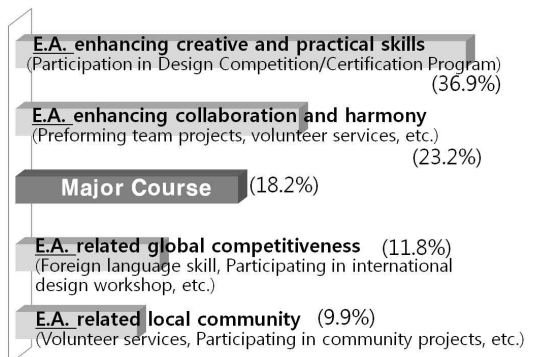 E.A. enhancing creative and practical skills
(Participation in Design Competition/Certification Program)
(36.9%)
E.A. enhancing collaboration and harmony
(Preforming team projects, volunteer services, etc.)
(23.2%)
Major Course (18.2%)
E.A. related global competitiveness (11.8%)
(Foreign language skill, Participating in international
design workshop, etc.)
E.A. related local community (9.9%)
(Volunteer services, Participating in community projects, etc.)